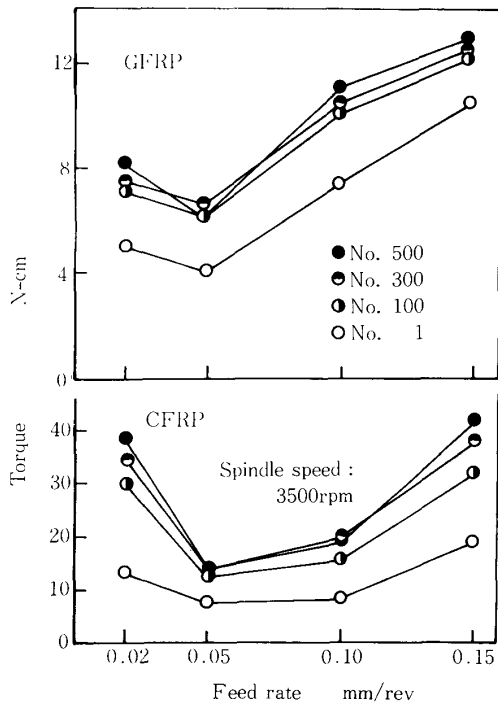 12
GFRP
8
No. 500
No. 300
4
No. 100
No. 1
0
N-cm
CFRP
40
Spindle speed :
30
3500rpm
20
10
0
Torque
0.02 0.05 0.10 0.15
Feed rate mm/rev